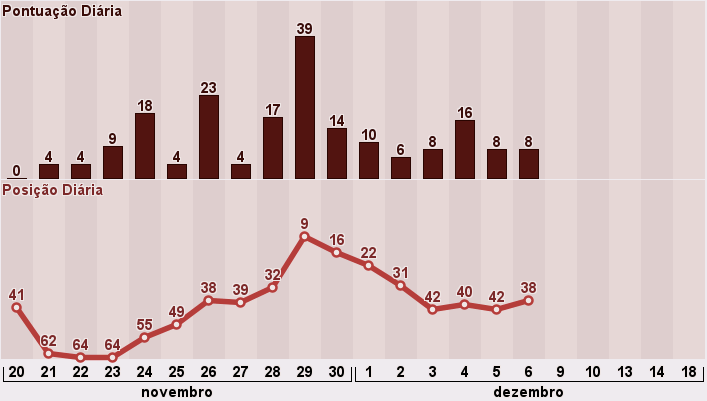 Pontuação Diária
0 4 4 9 18 4 23 4 17 39 14 10 6 8 16 8 8
Posição Diária
41 62 64 64 55 49 38 39 32 9 16 22 31 42 40 42 38
20 21 22 23 24 25 26 27 28 29 30 1 2 3 4 5 6 9 10 13 14 18
novembro dezembro